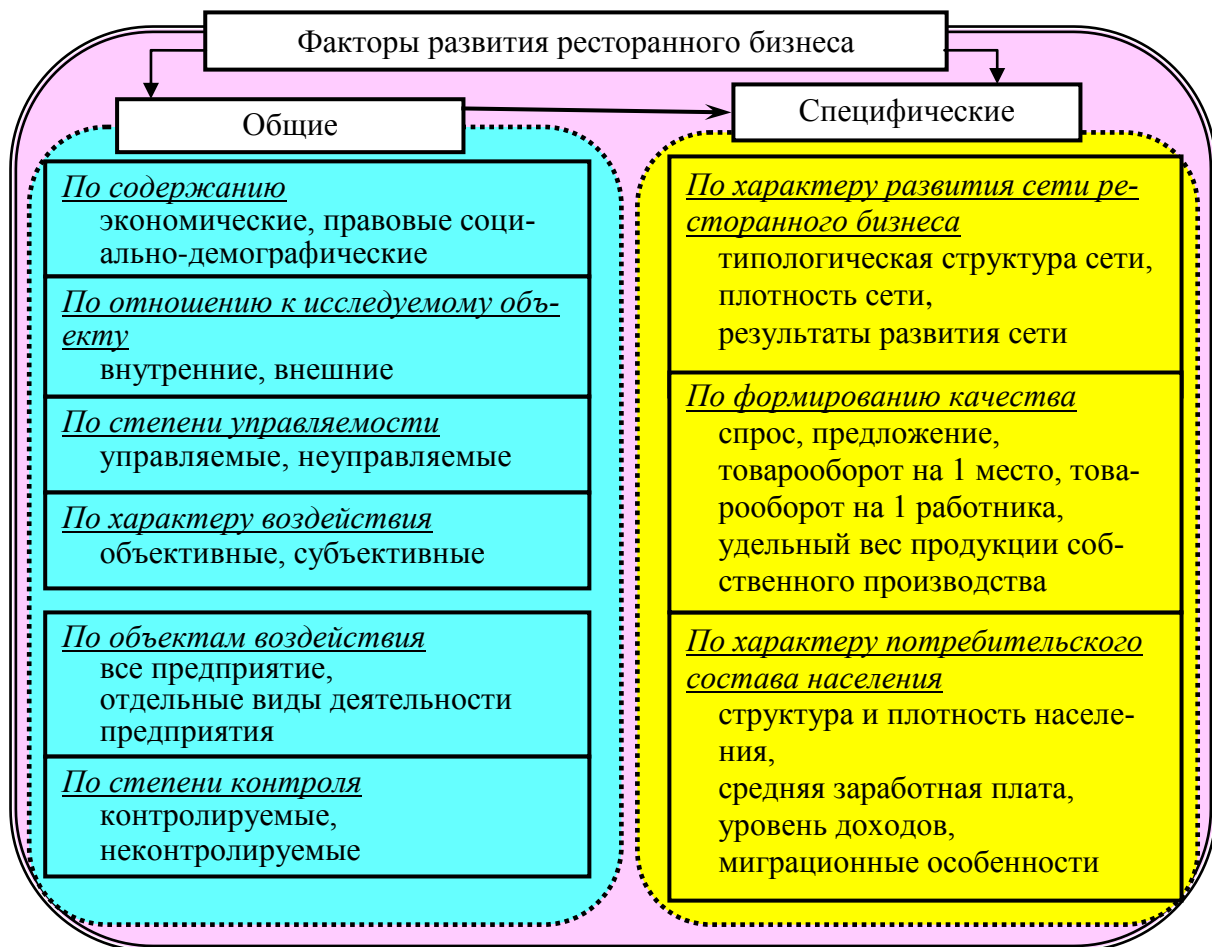 Факторы развития ресторанного бизнеса
Общие
Специфические
По содержанию
экономические, правовые соци-
ально-демографические
По отношению к исследуемому объ-
екту
внутренние, внешние
По степени управляемости
управляемые, неуправляемые
По характеру воздействия
объективные, субъективные
По объектам воздействия
все предприятие,
отдельные виды деятельности
предприятия
По степени контроля
контролируемые,
неконтролируемые
По характеру развития сети ре-
сторанного бизнеса
типологическая структура сети,
плотность сети,
результаты развития сети
По формированию качества
спрос, предложение,
товарооборот на 1 место, това-
рооборот на 1 работника,
удельный вес продукции соб-
ственного производства
По характеру потребительского
состава населения
структура и плотность населе-
ния,
средняя заработная плата,
уровень доходов,
миграционные особенности